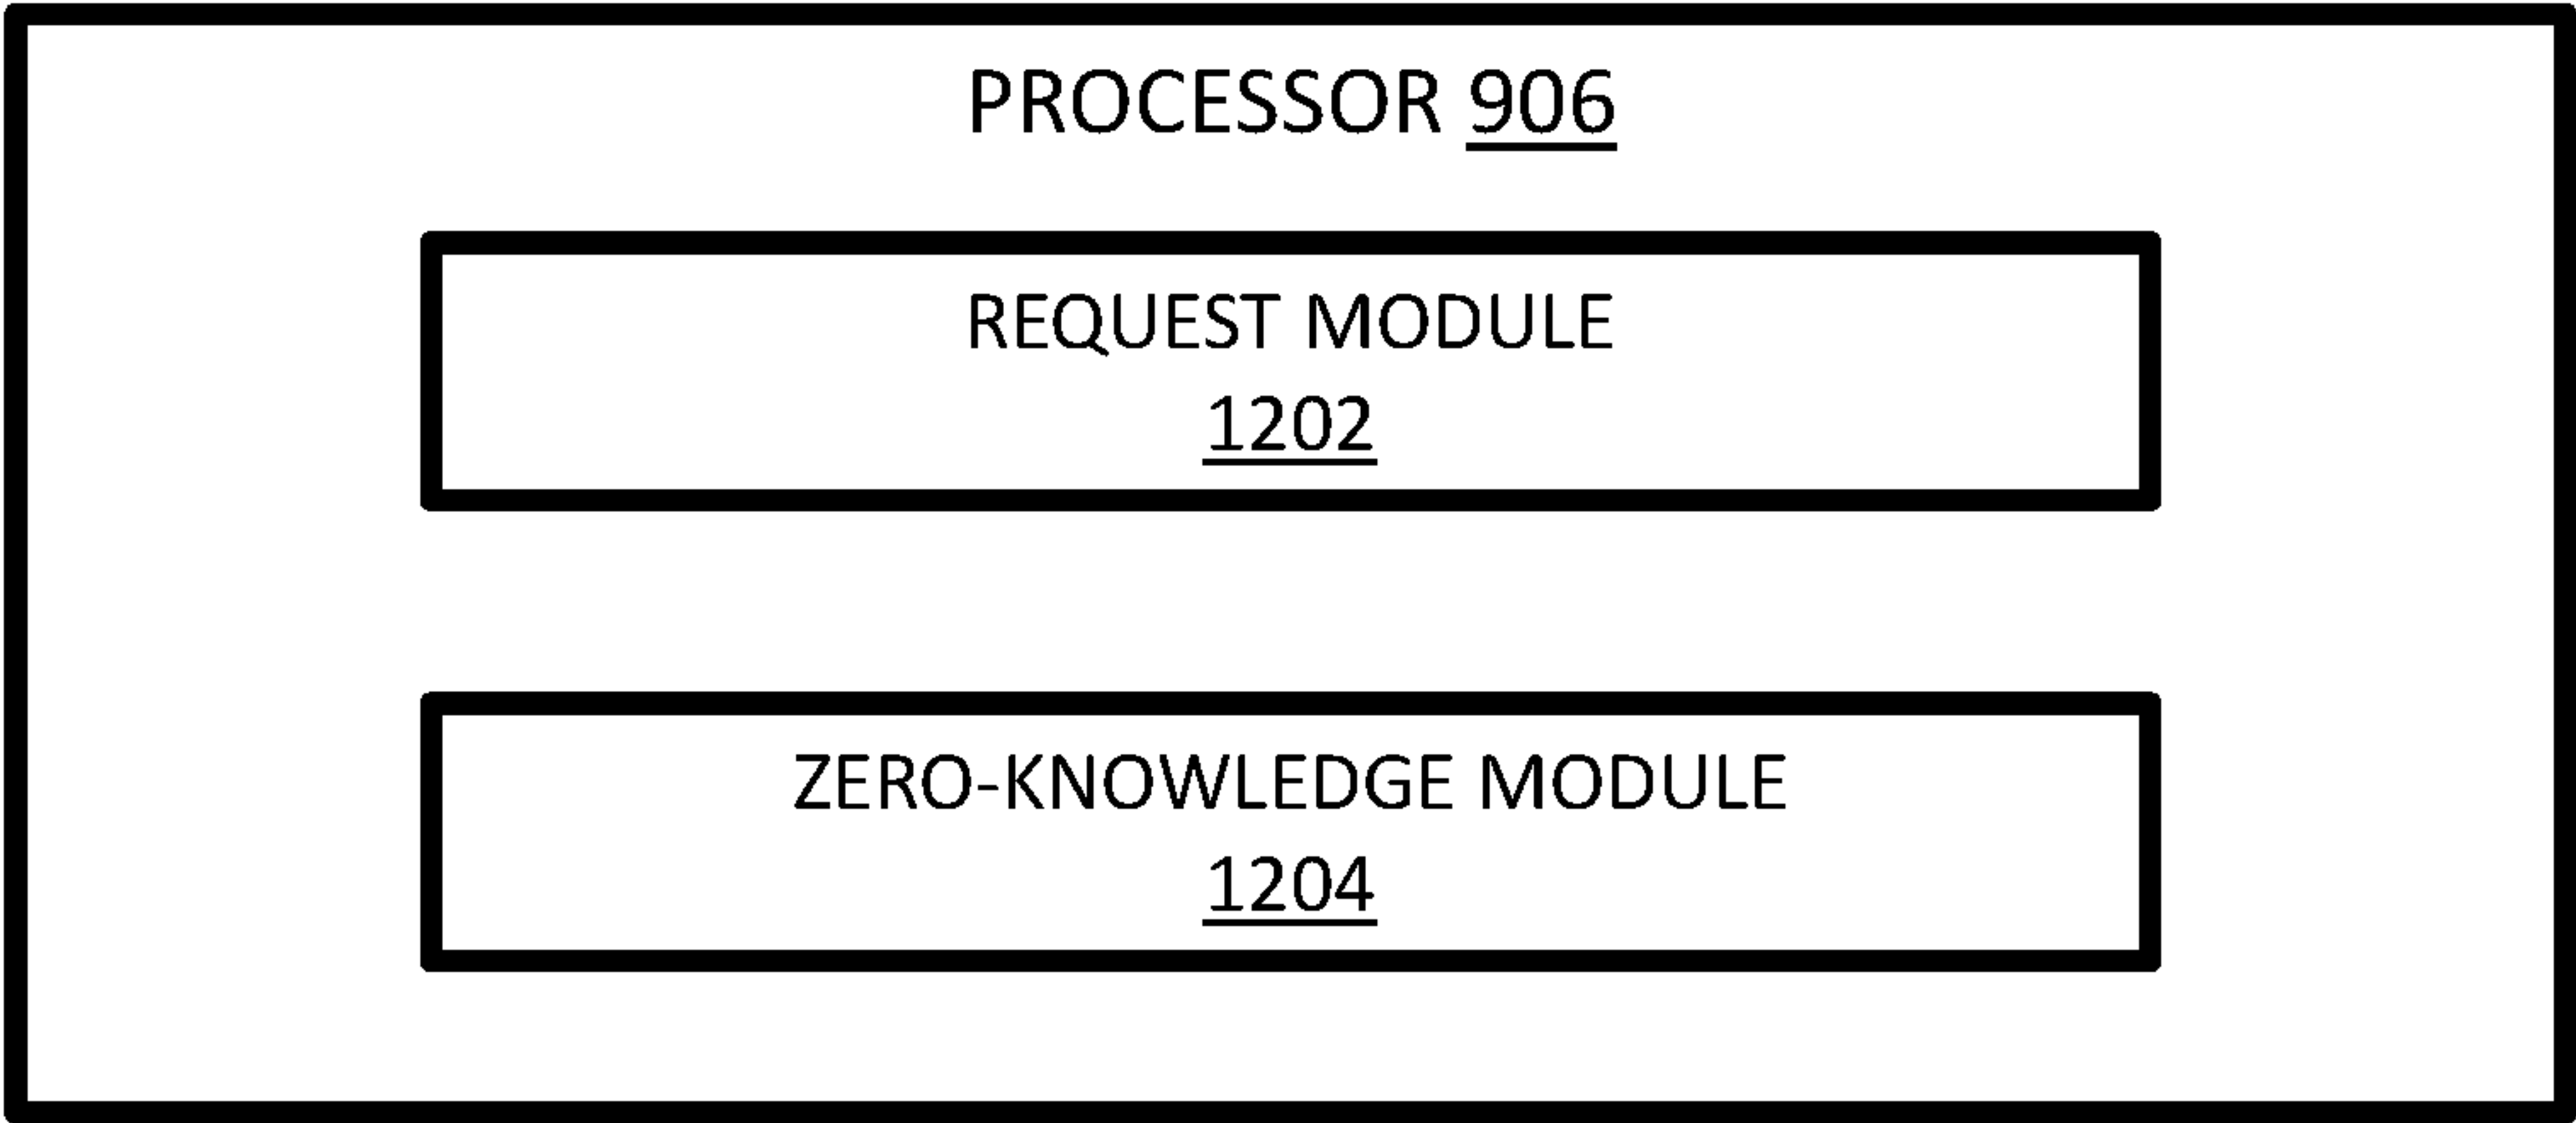 PROCESSOR 906
REQUEST MODULE
1202
ZERO-KNOWLEDGE MODULE
1204